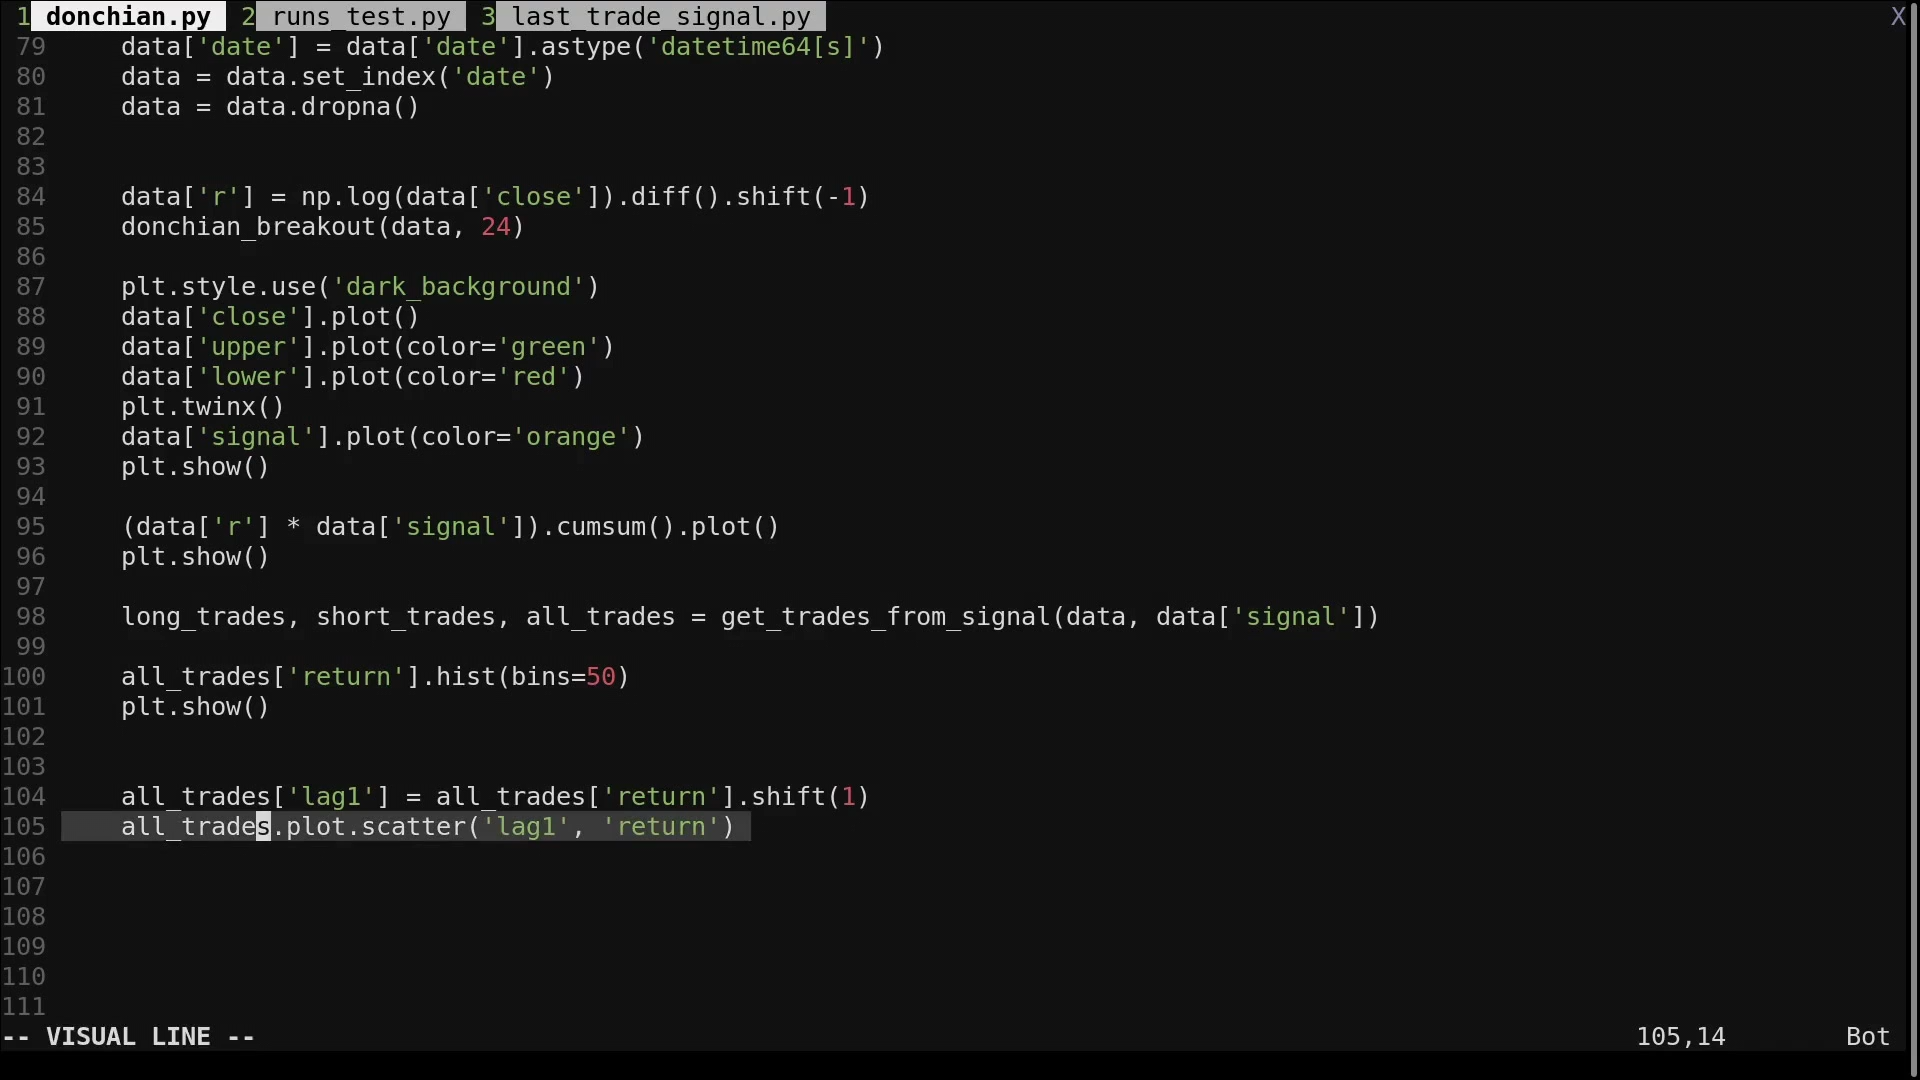 1 donchian.py 2 runs_test.py 3 last_trade_signal.py X
79     data['date'] = data['date'].astype('datetime64[s]')
80     data = data.set_index('date')
81     data = data.dropna()
82
83
84     data['r'] = np.log(data['close']).diff().shift(-1)
85     donchian_breakout(data, 24)
86
87     plt.style.use('dark_background')
88     data['close'].plot()
89     data['upper'].plot(color='green')
90     data['lower'].plot(color='red')
91     plt.twinx()
92     data['signal'].plot(color='orange')
93     plt.show()
94
95     (data['r'] * data['signal']).cumsum().plot()
96     plt.show()
97
98     long_trades, short_trades, all_trades = get_trades_from_signal(data, data['signal'])
99
100     all_trades['return'].hist(bins=50)
101     plt.show()
102
103
104     all_trades['lag1'] = all_trades['return'].shift(1)
105     all_trades.plot.scatter('lag1', 'return')
106
107
108
109
110
111
-- VISUAL LINE -- 105,14 Bot